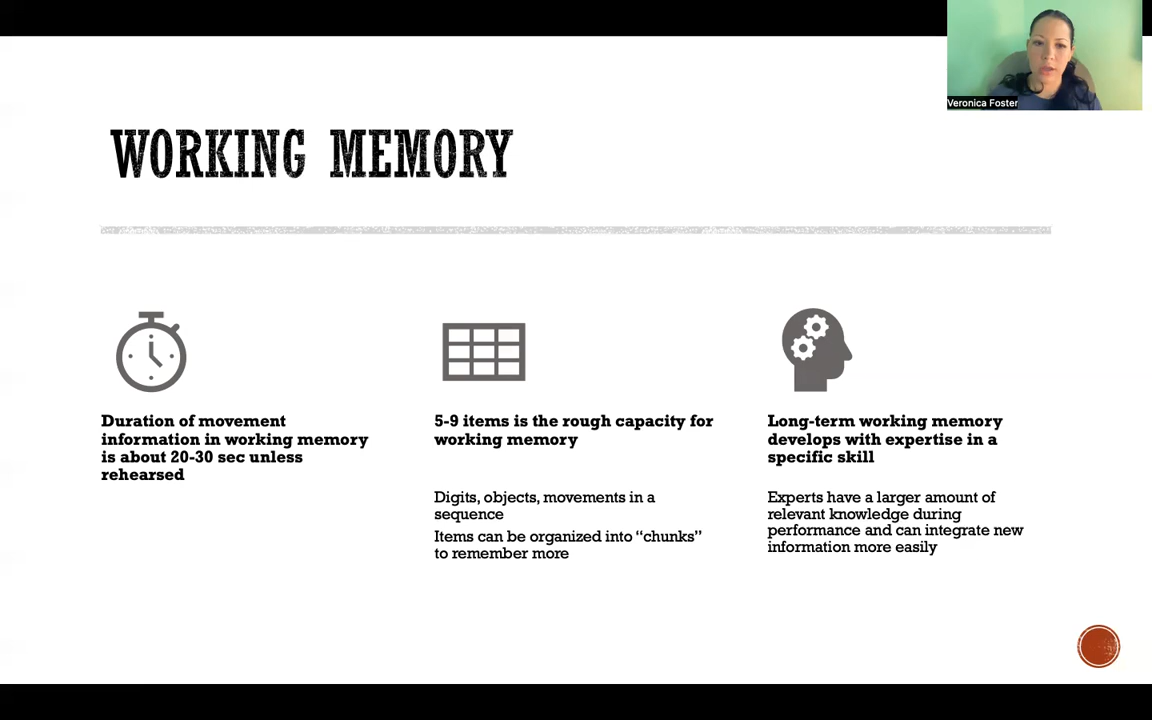 Veronica Foster
WORKING MEMORY
Duration of movement
information in working memory
is about 20-30 sec unless
rehearsed
5-9 items is the rough capacity for
working memory
Digits, objects, movements in a
sequence
Items can be organized into “chunks”
to remember more
Long-term working memory
develops with expertise in a
specific skill
Experts have a larger amount of
relevant knowledge during
performance and can integrate new
information more easily